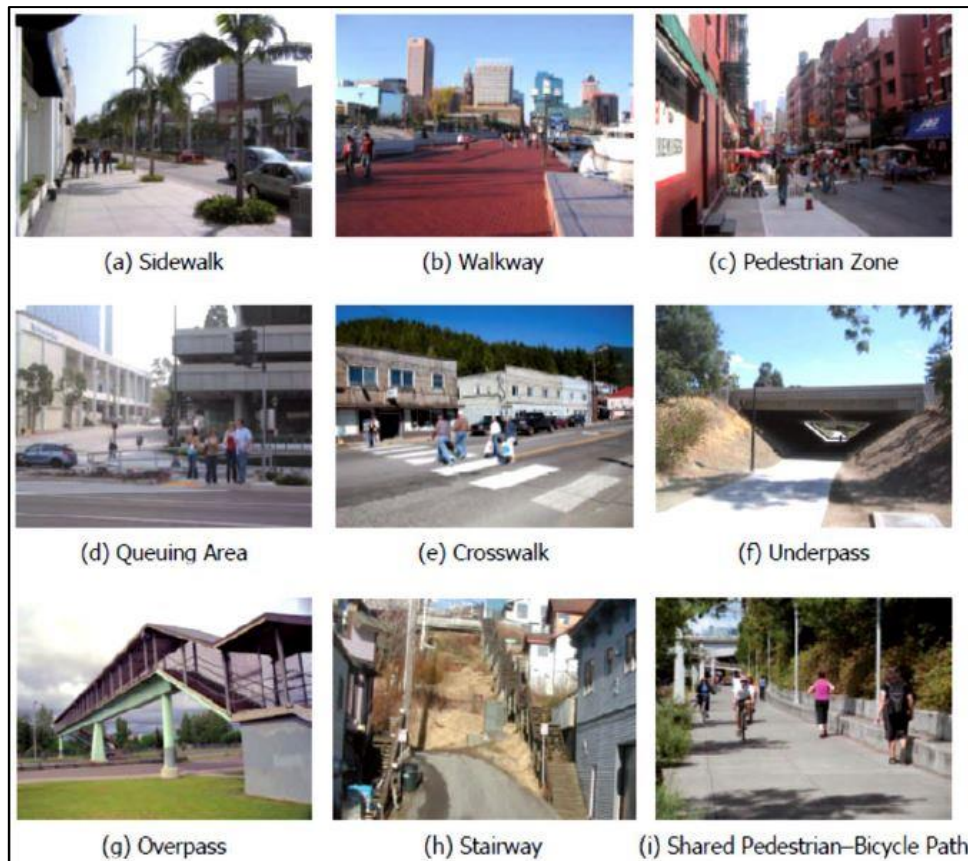 (a) Sidewalk
(b) Walkway
(c) Pedestrian Zone
(d) Queuing Area
(e) Crosswalk
(f) Underpass
(g) Overpass
(h) Stairway
(i) Shared Pedestrian–Bicycle Path